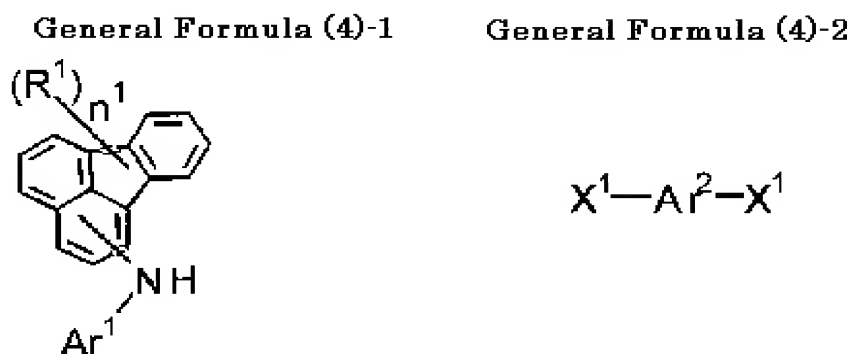 General Formula (4)-1
General Formula (4)-2
(R¹)n¹
X¹—Ar²—X¹
NH
Ar¹